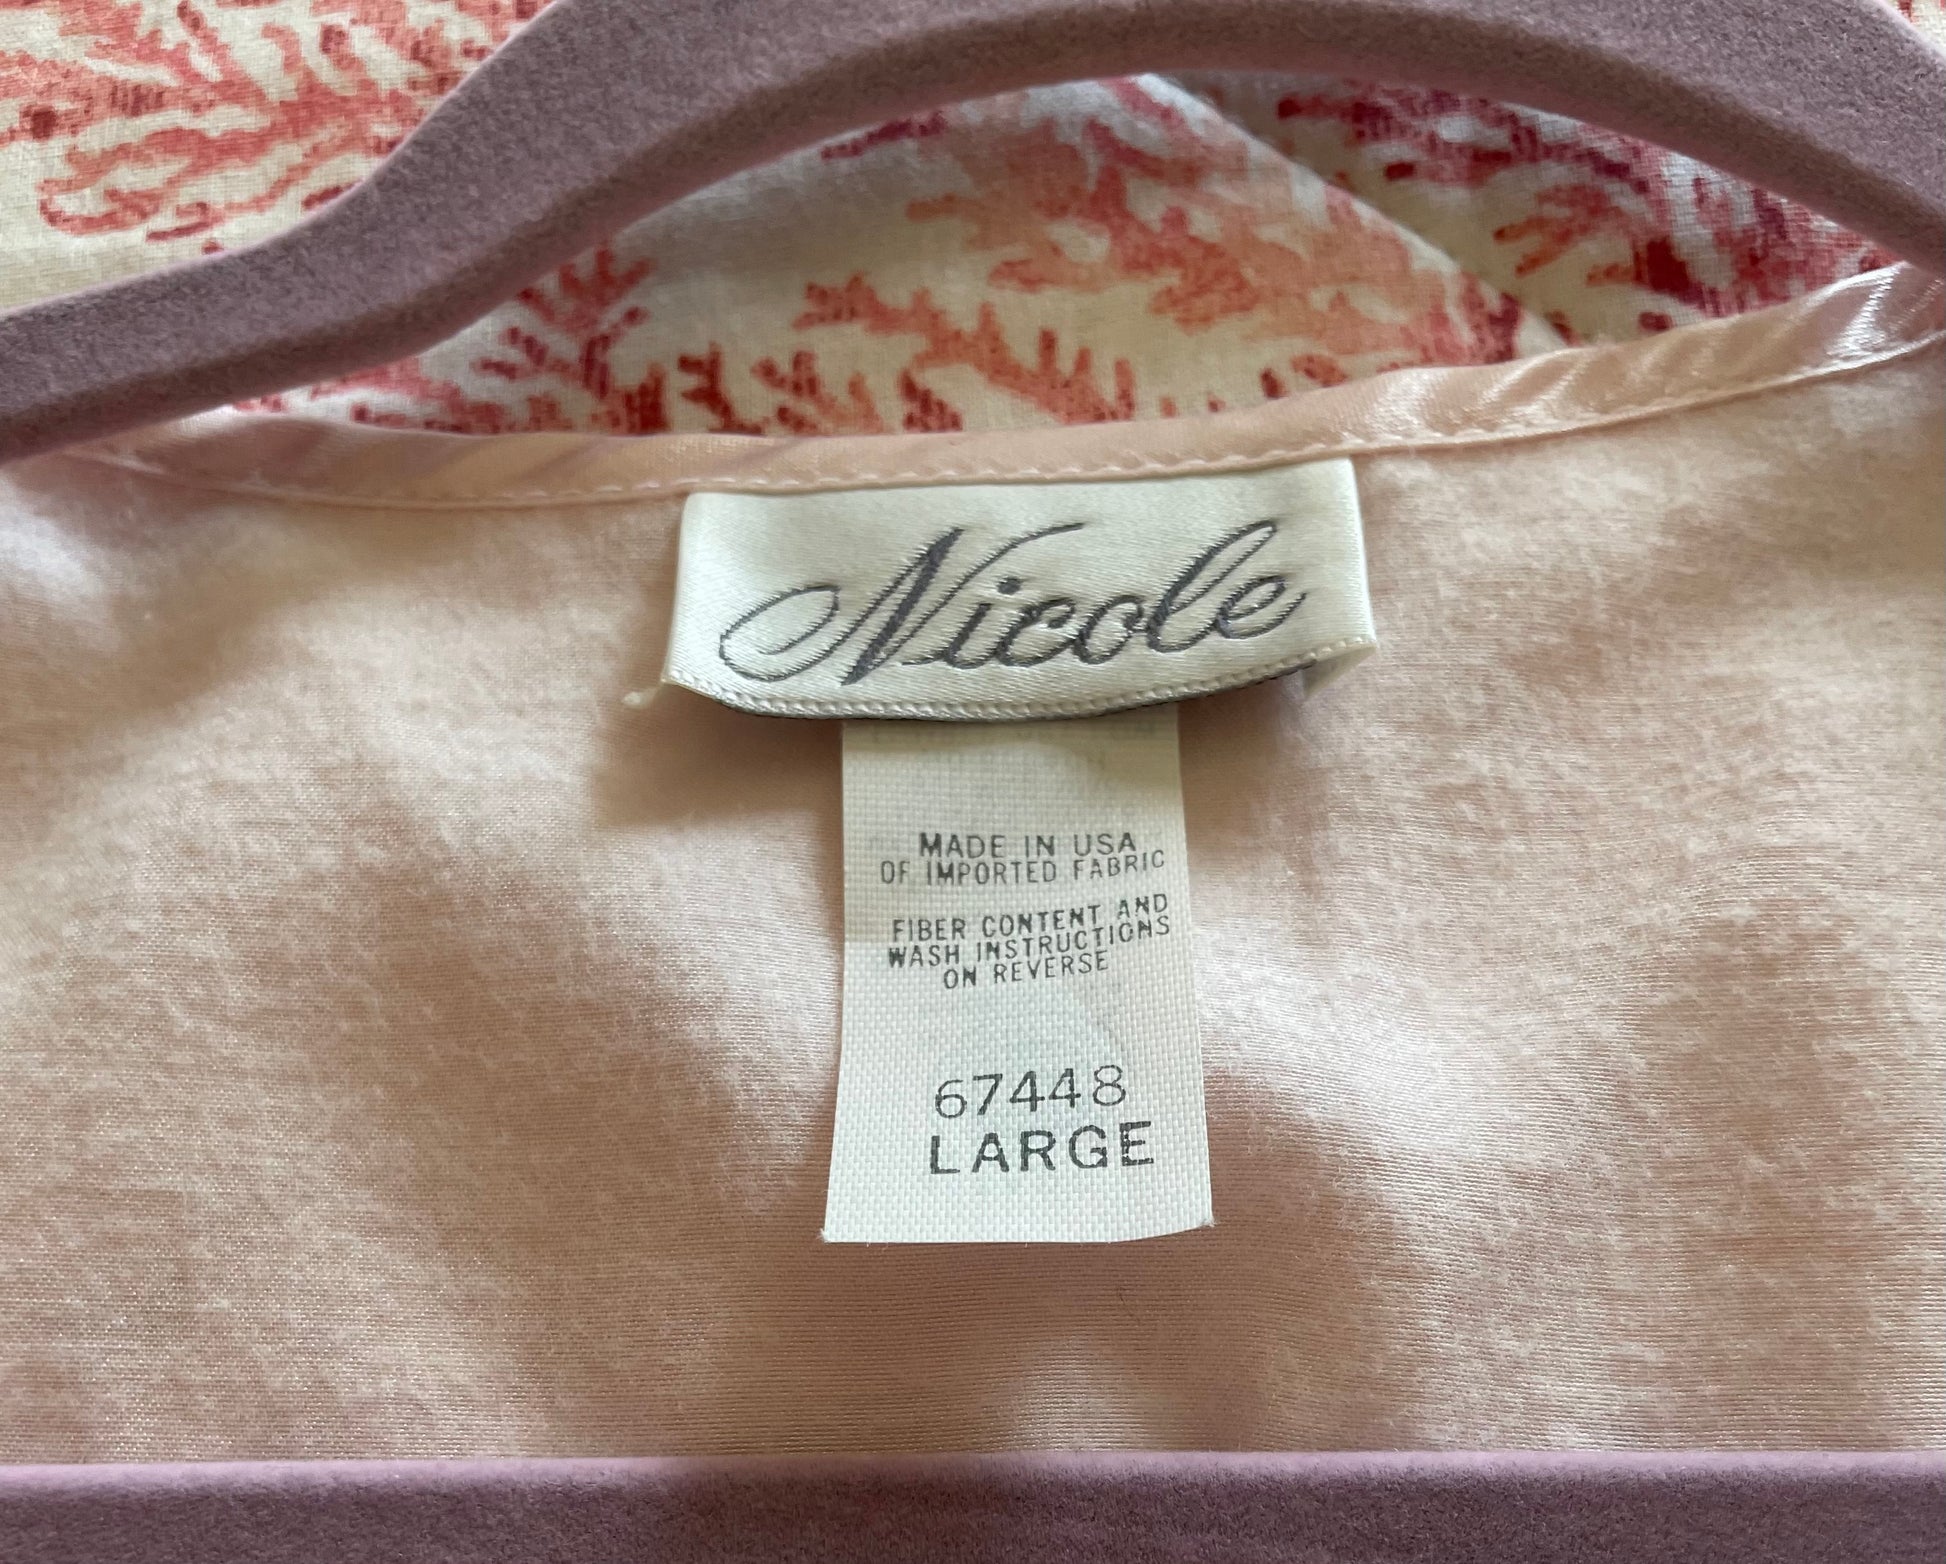 Nicole
MADE IN USA
OF IMPORTED FABRIC
FIBER CONTENT AND
WASH INSTRUCTIONS
ON REVERSE
67448
LARGE